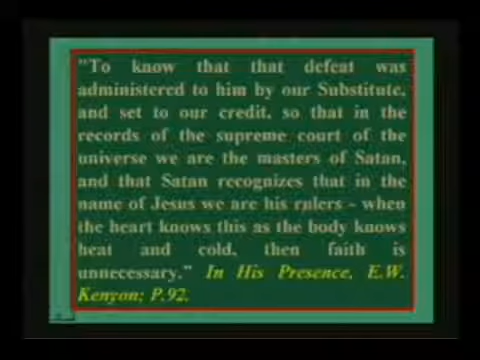 "To know that that defeat was
administered to him by our Substitute,
and set to our credit, so that in the
records of the supreme court of the
universe we are the masters of Satan,
and that Satan recognizes that in the
name of Jesus we are his rulers - when
the heart knows this as the body knows
heat and cold, then faith is
unnecessary." In His Presence, E.W.
Kenyon; P.92.